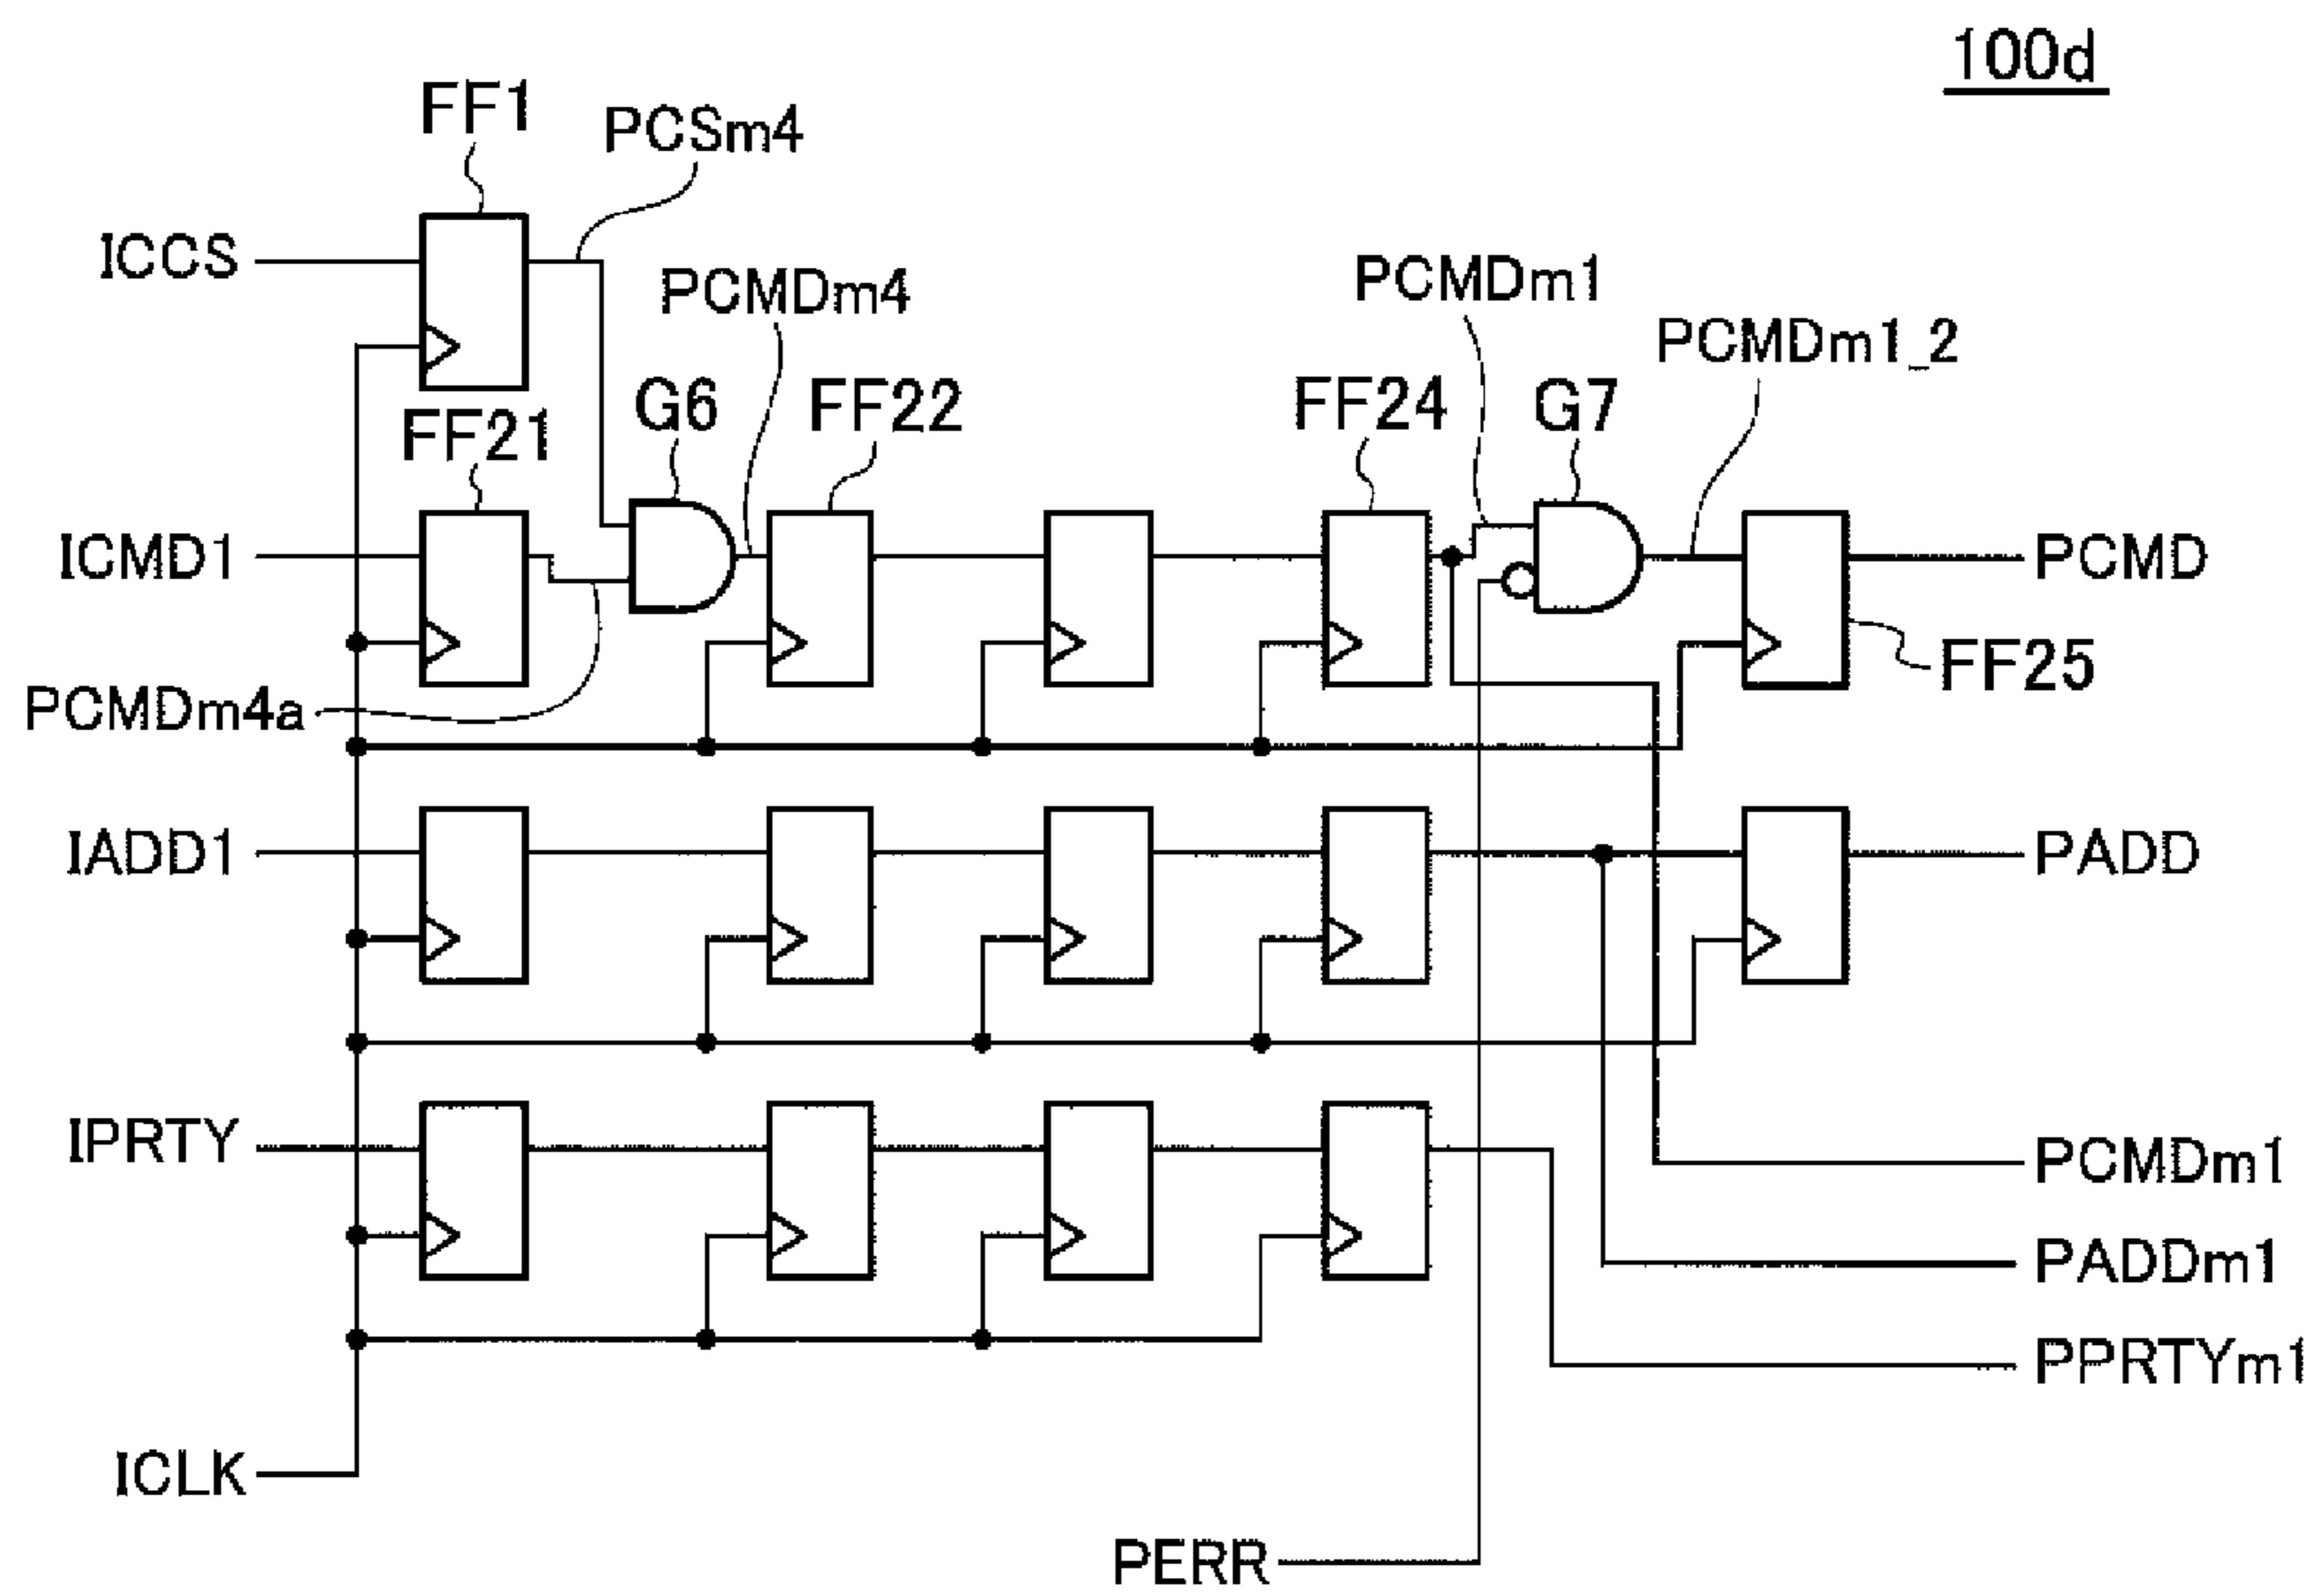 100d
FF1
PCSm4
ICCS
PCMDm4
PCMDm1
PCMDm1_2
FF21
G6
FF22
FF24
G7
ICMD1
PCMD
FF25
PCMDm4a
IADD1
PADD
IPRTY
PCMDm1
PADDm1
PPRTYm1
ICLK
PERR